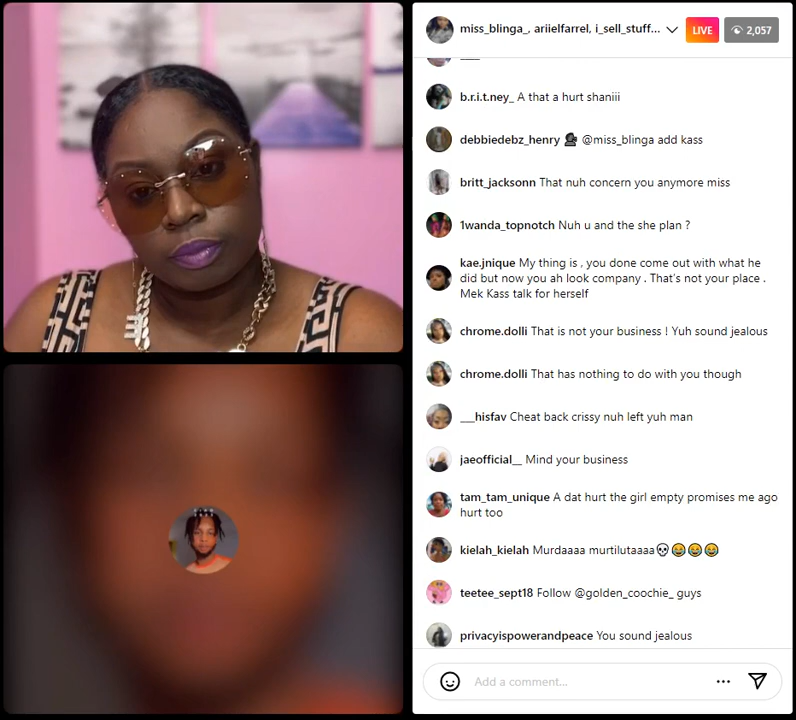 miss_blinga_, ariielfarrel, i_sell_stuff...
LIVE
2,057
b.r.i.t.ney_ A that a hurt shaniii
debbiedebz_henry 🗣 @miss_blinga add kass
britt_jacksonn That nuh concern you anymore miss
1wanda_topnotch Nuh u and the she plan ?
kae.jnique My thing is , you done come out with what he
did but now you ah look company . That's not your place .
Mek Kass talk for herself
chrome.dolli That is not your business ! Yuh sound jealous
chrome.dolli That has nothing to do with you though
___hisfav Cheat back crissy nuh left yuh man
jaeofficial__ Mind your business
tam_tam_unique A dat hurt the girl empty promises me ago
hurt too
kielah_kielah Murdaaaa murtilutaaaa💀😂😂😂
teetee_sept18 Follow @golden_coochie_ guys
privacyispowerandpeace You sound jealous
Add a comment...